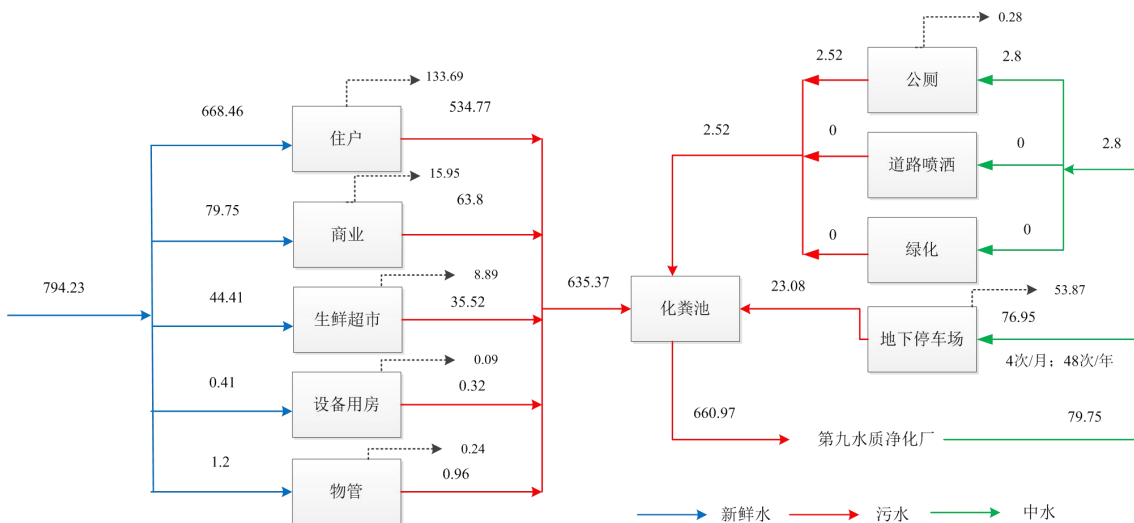 0.28
133.69
2.52
公厕
2.8
668.46
住户
534.77
2.52
0
道路喷洒
0
2.8
15.95
79.75
商业
63.8
0
绿化
0
8.89
794.23
44.41
生鲜超市
35.52
635.37
化粪池
23.08
53.87
地下停车场
76.95
4次/月；48次/年
0.09
0.41
设备用房
0.32
660.97
第九水质净化厂
79.75
0.24
1.2
物管
0.96
新鲜水
污水
中水